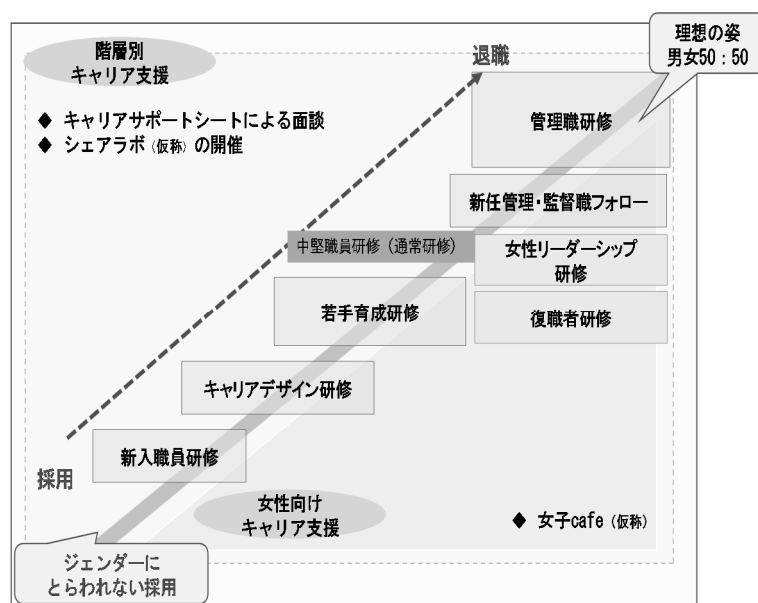 階層別
キャリア支援
退職
理想の姿
男女50：50
◆ キャリアサポートシートによる面談
◆ シェアラボ（仮称）の開催
管理職研修
新任管理・監督職フォロー
中堅職員研修（通常研修）
女性リーダーシップ
研修
若手育成研修
復職者研修
キャリアデザイン研修
新入職員研修
採用
女性向け
キャリア支援
◆ 女子cafe（仮称）
ジェンダーに
とらわれない採用